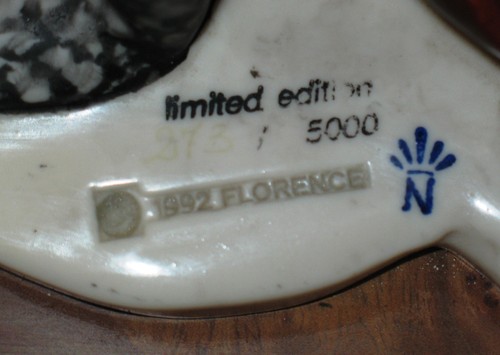 limited edition
373 / 5000
1992 FLORENCE
N